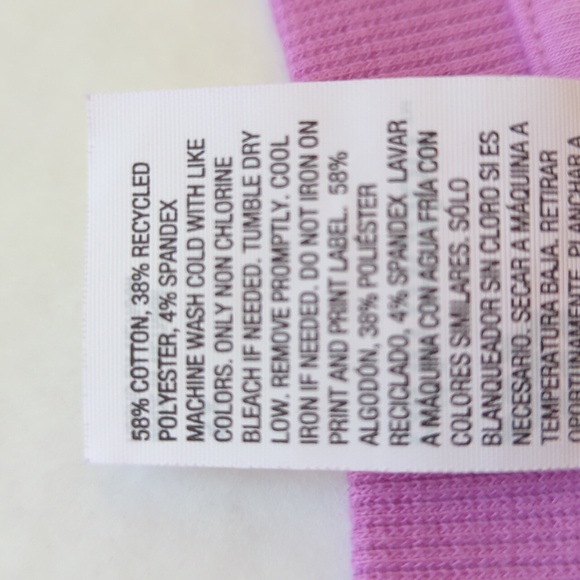 58% COTTON, 38% RECYCLED
POLYESTER, 4% SPANDEX
MACHINE WASH COLD WITH LIKE
COLORS. ONLY NON CHLORINE
BLEACH IF NEEDED. TUMBLE DRY
LOW. REMOVE PROMPTLY. COOL
IRON IF NEEDED. DO NOT IRON ON
PRINT AND PRINT LABEL. 58%
ALGODÓN, 38% POLIÉSTER
RECICLADO, 4% SPANDEX LAVAR
A MÁQUINA CON AGUA FRÍA CON
COLORES SIMILARES. SÓLO
BLANQUEADOR SIN CLORO SI ES
NECESARIO. SECAR A MÁQUINA A
TEMPERATURA BAJA. RETIRAR
OPORTUNAMENTE. PLANCHAR A